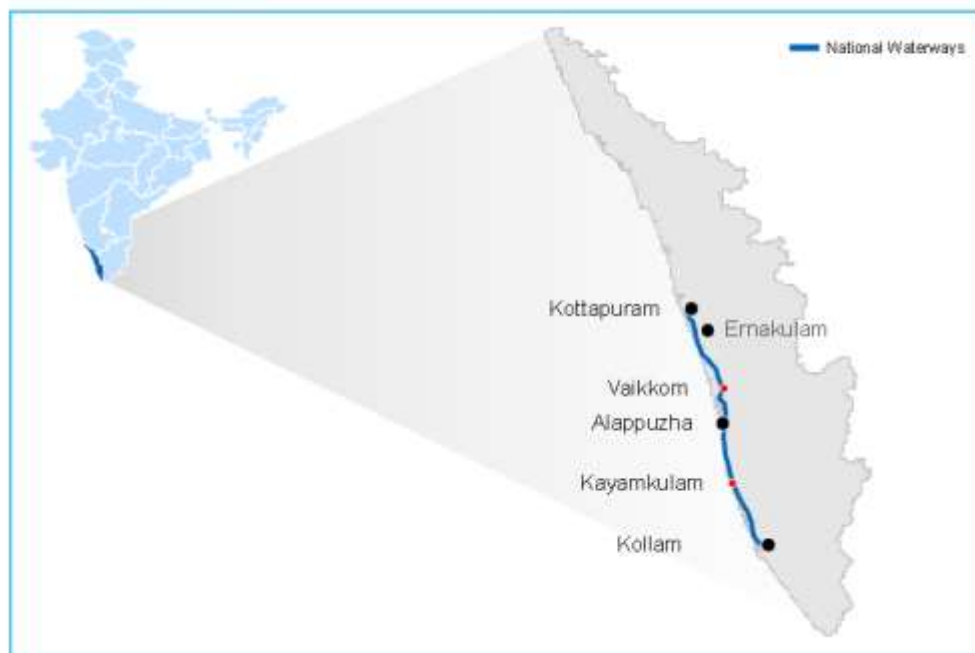 National Waterways
Kottapuram
Ernakulam
Vaikkom
Alappuzha
Kayamkulam
Kollam